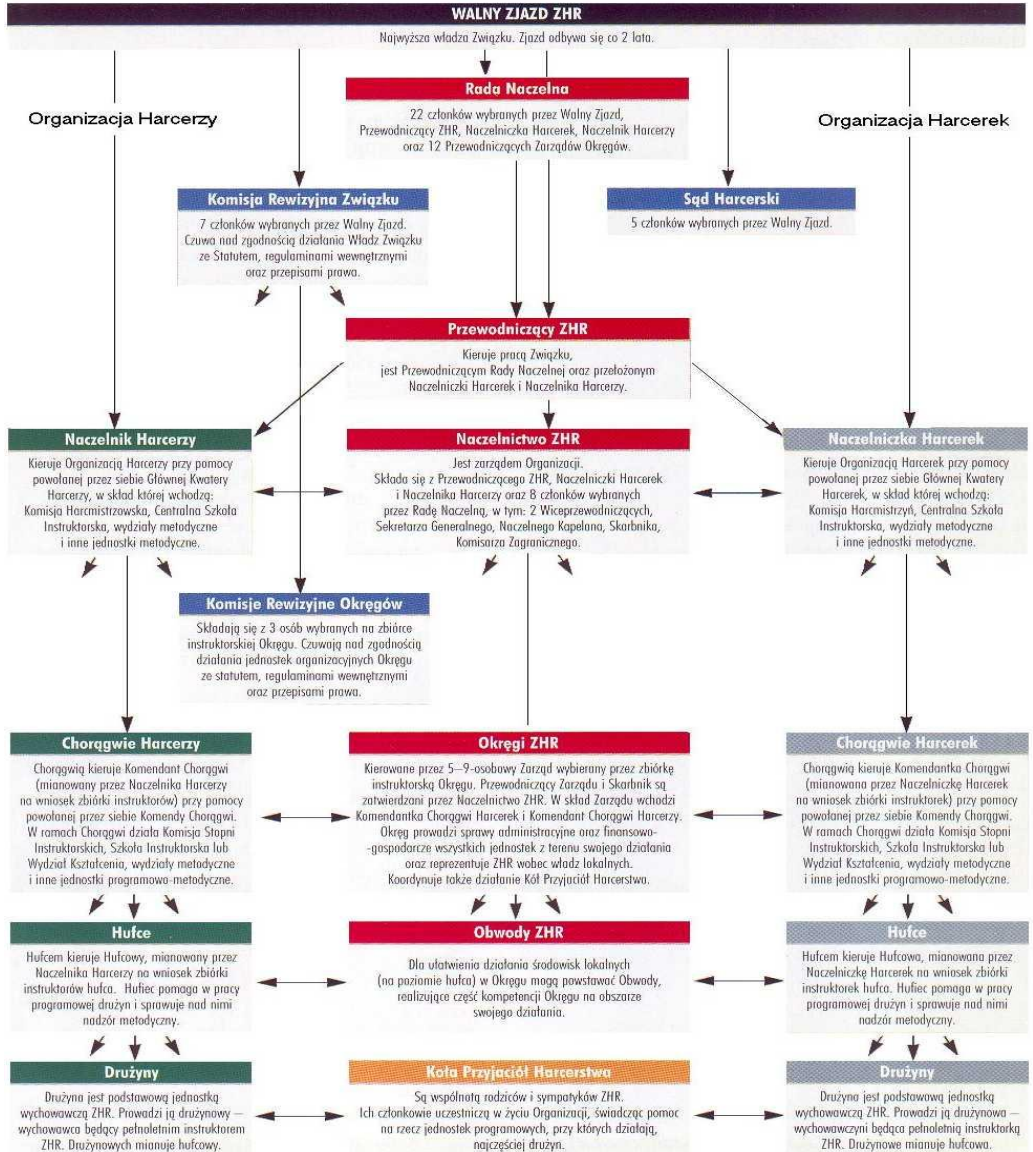 WALNY ZJAZD ZHR
Najwyższa władza Związku. Zjazd odbywa się co 2 lata.
Organizacja Harcerzy
Rada Naczelna
22 członków wybranych przez Walny Zjazd,
Przewodniczący ZHR, Naczelniczka Harcerek, Naczelnik Harcerzy
oraz 12 Przewodniczących Zarządów Okręgów.
Organizacja Harcerek
Komisja Rewizyjna Związku
7 członków wybranych przez Walny Zjazd.
Czuwa nad zgodnością działania Władz Związku
ze Statutem, regulaminami wewnętrznymi
oraz przepisami prawa.
Sąd Harcerski
5 członków wybranych przez Walny Zjazd.
Przewodniczący ZHR
Kieruje pracą Związku,
jest Przewodniczącym Rady Naczelnej oraz przełożonym
Naczelniczki Harcerek i Naczelnika Harcerzy.
Naczelnik Harcerzy
Kieruje Organizacją Harcerzy przy pomocy
powołanej przez siebie Głównej Kwatery
Harcerzy, w skład której wchodzą:
Komisja Harcmistrzowska, Centralna Szkoła
Instruktorska, wydziały metodyczne
i inne jednostki metodyczne.
Naczelnictwo ZHR
Jest zarządem Organizacji.
Składa się z Przewodniczącego ZHR, Naczelniczki Harcerek
i Naczelnika Harcerzy oraz 8 członków wybranych
przez Radę Naczelną, w tym: 2 Wiceprzewodniczących,
Sekretarza Generalnego, Naczelnego Kapelana, Skarbnika,
Komisarza Zagranicznego.
Naczelniczka Harcerek
Kieruje Organizacją Harcerek przy pomocy
powołanej przez siebie Głównej Kwatery
Harcerek, w skład której wchodzą:
Komisja Harcmistrzyń, Centralna Szkoła
Instruktorska, wydziały metodyczne
i inne jednostki metodyczne.
Komisje Rewizyjne Okręgów
Składają się z 3 osób wybranych na zbiórce
instruktorskiej Okręgu. Czuwają nad zgodnością
działania jednostek organizacyjnych Okręgu
ze statutem, regulaminami wewnętrznymi
oraz przepisami prawa.
Chorągwie Harcerzy
Chorągwią kieruje Komendant Chorągwi
(mianowany przez Naczelnika Harcerzy
na wniosek zbiórki instruktorów) przy pomocy
powołanej przez siebie Komendy Chorągwi.
W ramach Chorągwi działa Komisja Stopni
Instruktorskich, Szkoła Instruktorska lub
Wydział Kształcenia, wydziały metodyczne
i inne jednostki programowo-metodyczne.
Okręgi ZHR
Kierowane przez 5–9-osobowy Zarząd wybierany przez zbiórkę
instruktorską Okręgu. Przewodniczący Zarządu i Skarbnik są
zatwierdzani przez Naczelnictwo ZHR. W skład Zarządu wchodzi
Komendantka Chorągwi Harcerek i Komendant Chorągwi Harcerzy.
Okręg prowadzi sprawy administracyjne oraz finansowo-
-gospodarcze wszystkich jednostek z terenu swojego działania
oraz reprezentuje ZHR wobec władz lokalnych.
Koordynuje także działanie Kół Przyjaciół Harcerstwa.
Chorągwie Harcerek
Chorągwią kieruje Komendantka Chorągwi
(mianowana przez Naczelniczkę Harcerek
na wniosek zbiórki instruktorek) przy pomocy
powołanej przez siebie Komendy Chorągwi.
W ramach Chorągwi działa Komisja Stopni
Instruktorskich, Szkoła Instruktorska lub
Wydział Kształcenia, wydziały metodyczne
i inne jednostki programowo-metodyczne.
Hufce
Hufcem kieruje Hufcowy, mianowany przez
Naczelnika Harcerzy na wniosek zbiórki
instruktorów hufca. Hufiec pomaga w pracy
programowej drużyn i sprawuje nad nimi
nadzór metodyczny.
Obwody ZHR
Dla ułatwienia działania środowisk lokalnych
(na poziomie hufca) w Okręgu mogą powstawać Obwody,
realizujące część kompetencji Okręgu na obszarze
swojego działania.
Hufce
Hufcem kieruje Hufcowa, mianowana przez
Naczelniczkę Harcerek na wniosek zbiórki
instruktorek hufca. Hufiec pomaga w pracy
programowej drużyn i sprawuje nad nimi
nadzór metodyczny.
Drużyny
Drużyna jest podstawową jednostką
wychowawczą ZHR. Prowadzi ją drużynowy –
wychowawca będący pełnoletnim instruktorem
ZHR. Drużynowych mianuje hufcowy.
Koła Przyjaciół Harcerstwa
Są wspólnotą rodziców i sympatyków ZHR.
Ich członkowie uczestniczą w życiu Organizacji, świadcząc pomoc
na rzecz jednostek programowych, przy których działają,
najczęściej drużyn.
Drużyny
Drużyna jest podstawową jednostką
wychowawczą ZHR. Prowadzi ją drużynowa –
wychowawczyni będąca pełnoletnią instruktorką
ZHR. Drużynowe mianuje hufcowa.